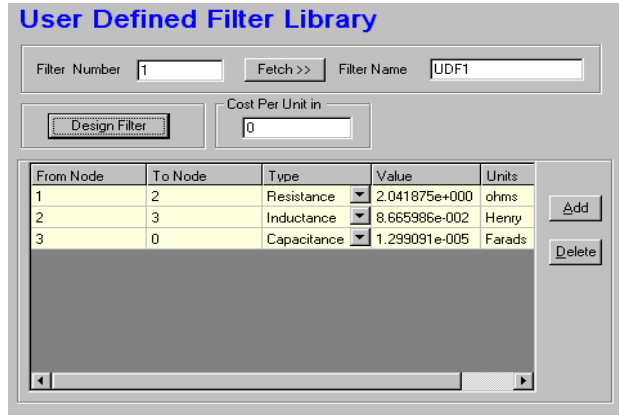 User Defined Filter Library
Filter Number 1 Fetch >> Filter Name UDF1
Design Filter
Cost Per Unit in
0
From Node To Node Type Value Units
1 2 Resistance 2.041875e+000 ohms
2 3 Inductance 8.665986e-002 Henry
3 0 Capacitance 1.299091e-005 Farads
Add
Delete